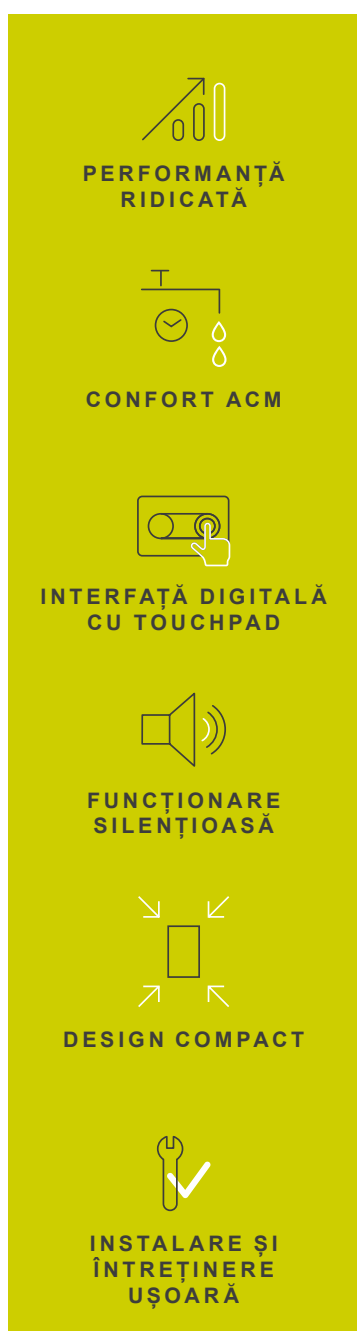 PERFORMANȚĂ
RIDICATĂ
CONFORT ACM
INTERFAȚĂ DIGITALĂ
CU TOUCHPAD
FUNCȚIONARE
SILENȚIOASĂ
DESIGN COMPACT
INSTALARE ȘI
ÎNTREȚINERE
UȘOARĂ